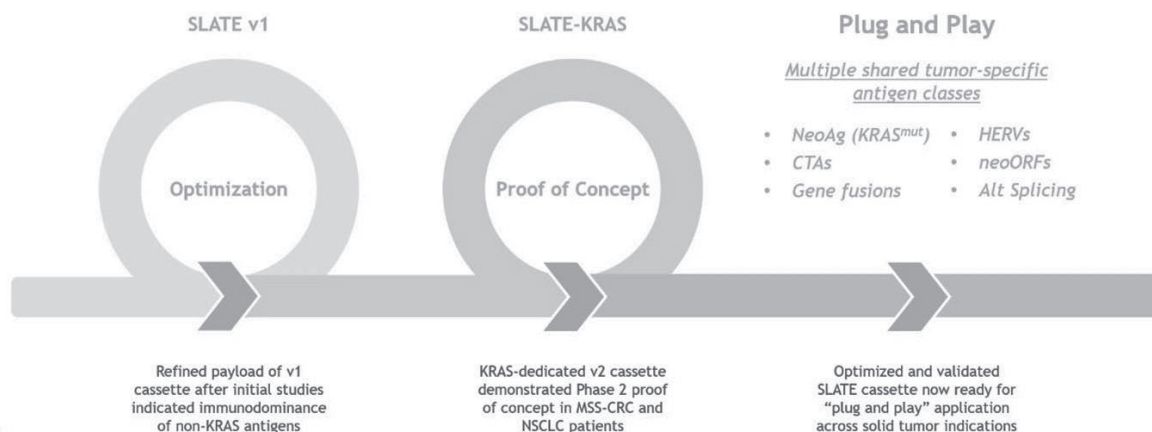 SLATE v1
Optimization
Refined payload of v1
cassette after initial studies
indicated immunodominance
of non-KRAS antigens
SLATE-KRAS
Proof of Concept
KRAS-dedicated v2 cassette
demonstrated Phase 2 proof
of concept in MSS-CRC and
NSCLC patients
Plug and Play
Multiple shared tumor-specific
antigen classes
• NeoAg (KRASmut)
• CTAs
• Gene fusions
• HERVs
• neoORFs
• Alt Splicing
Optimized and validated
SLATE cassette now ready for
“plug and play” application
across solid tumor indications